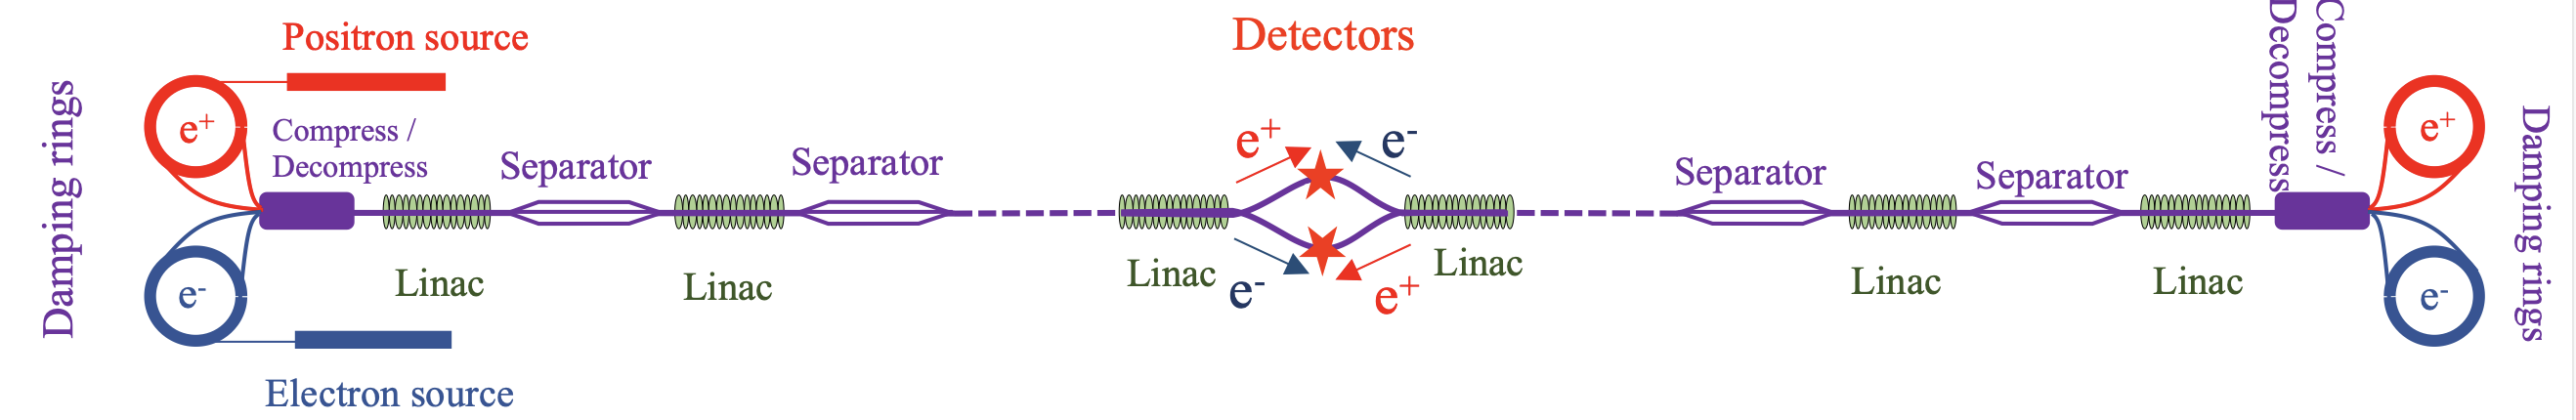 Positron source
Detectors
Damping rings
e+
Compress /
Decompress
Separator
Separator
e+
e-
Separator
Separator
Compress /
Decompress
e+
Damping rings
e-
Linac
Linac
Linac
e-
e+
Linac
Linac
Linac
e-
Electron source